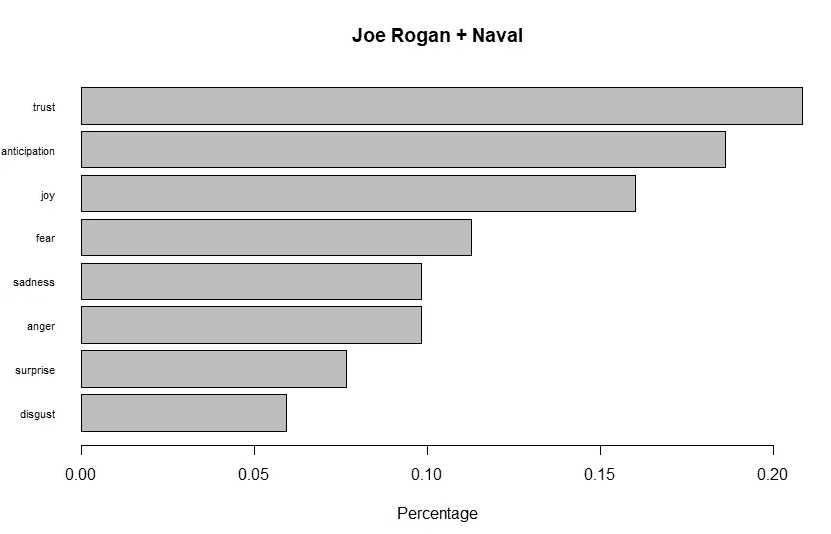 Joe Rogan + Naval
trust
anticipation
joy
fear
sadness
anger
surprise
disgust
0.00 0.05 0.10 0.15 0.20
Percentage